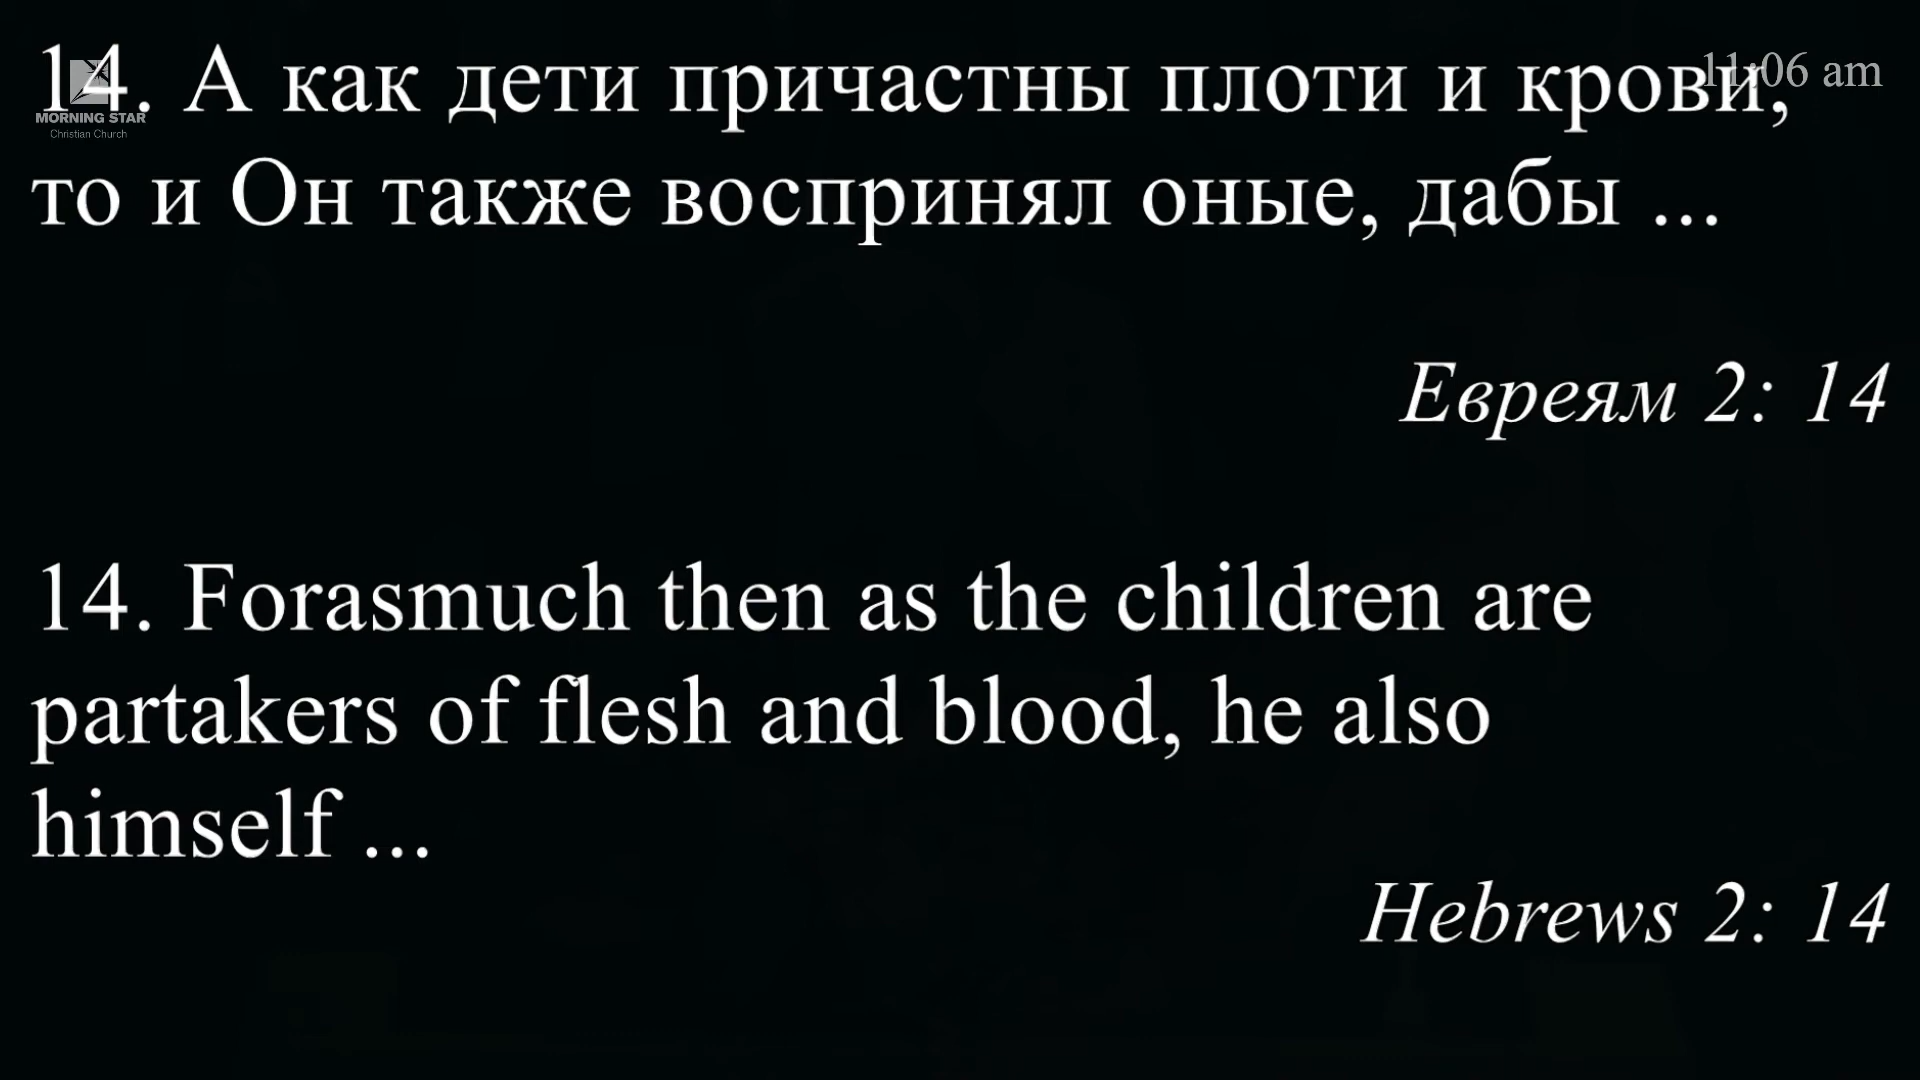 14. А как дети причастны плоти и крови,
то и Он также воспринял оные, дабы ...
Евреям 2: 14
14. Forasmuch then as the children are
partakers of flesh and blood, he also
himself ...
Hebrews 2: 14
MORNING STAR
Christian Church
11:06 am